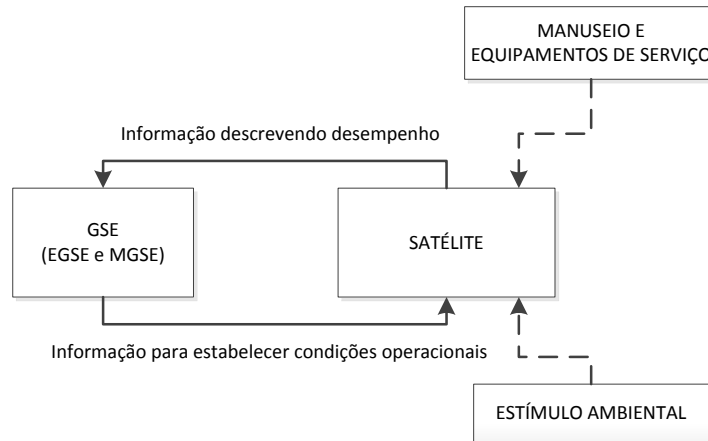 MANUSEIO E
EQUIPAMENTOS DE SERVIÇO
Informação descrevendo desempenho
GSE
(EGSE e MGSE)
SATÉLITE
Informação para estabelecer condições operacionais
ESTÍMULO AMBIENTAL